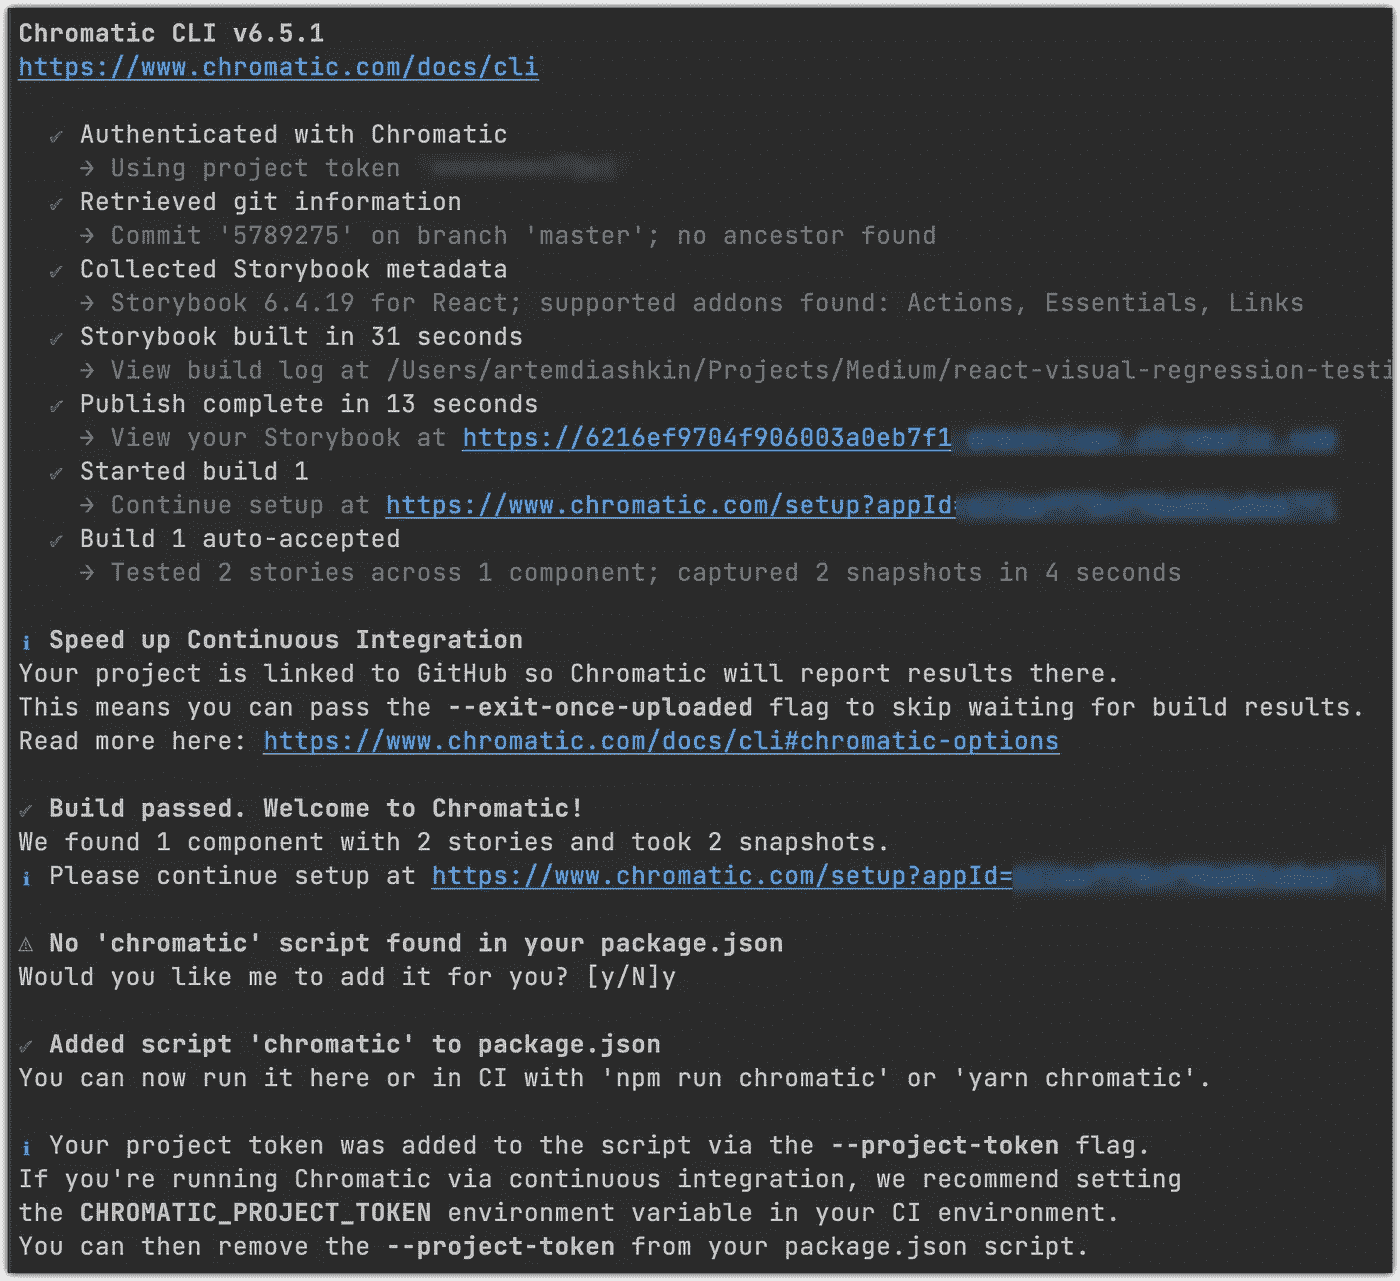 Chromatic CLI v6.5.1
https://www.chromatic.com/docs/cli
✓ Authenticated with Chromatic
→ Using project token
✓ Retrieved git information
→ Commit '5789275' on branch 'master'; no ancestor found
✓ Collected Storybook metadata
→ Storybook 6.4.19 for React; supported addons found: Actions, Essentials, Links
✓ Storybook built in 31 seconds
→ View build log at /Users/artemdiashkin/Projects/Medium/react-visual-regression-testi
✓ Publish complete in 13 seconds
→ View your Storybook at https://6216ef9704f906003a0eb7f1
✓ Started build 1
→ Continue setup at https://www.chromatic.com/setup?appId=
✓ Build 1 auto-accepted
→ Tested 2 stories across 1 component; captured 2 snapshots in 4 seconds
ℹ Speed up Continuous Integration
Your project is linked to GitHub so Chromatic will report results there.
This means you can pass the --exit-once-uploaded flag to skip waiting for build results.
Read more here: https://www.chromatic.com/docs/cli#chromatic-options
✓ Build passed. Welcome to Chromatic!
We found 1 component with 2 stories and took 2 snapshots.
ℹ Please continue setup at https://www.chromatic.com/setup?appId=
⚠ No 'chromatic' script found in your package.json
Would you like me to add it for you? [y/N]y
✓ Added script 'chromatic' to package.json
You can now run it here or in CI with 'npm run chromatic' or 'yarn chromatic'.
ℹ Your project token was added to the script via the --project-token flag.
If you're running Chromatic via continuous integration, we recommend setting
the CHROMATIC_PROJECT_TOKEN environment variable in your CI environment.
You can then remove the --project-token from your package.json script.